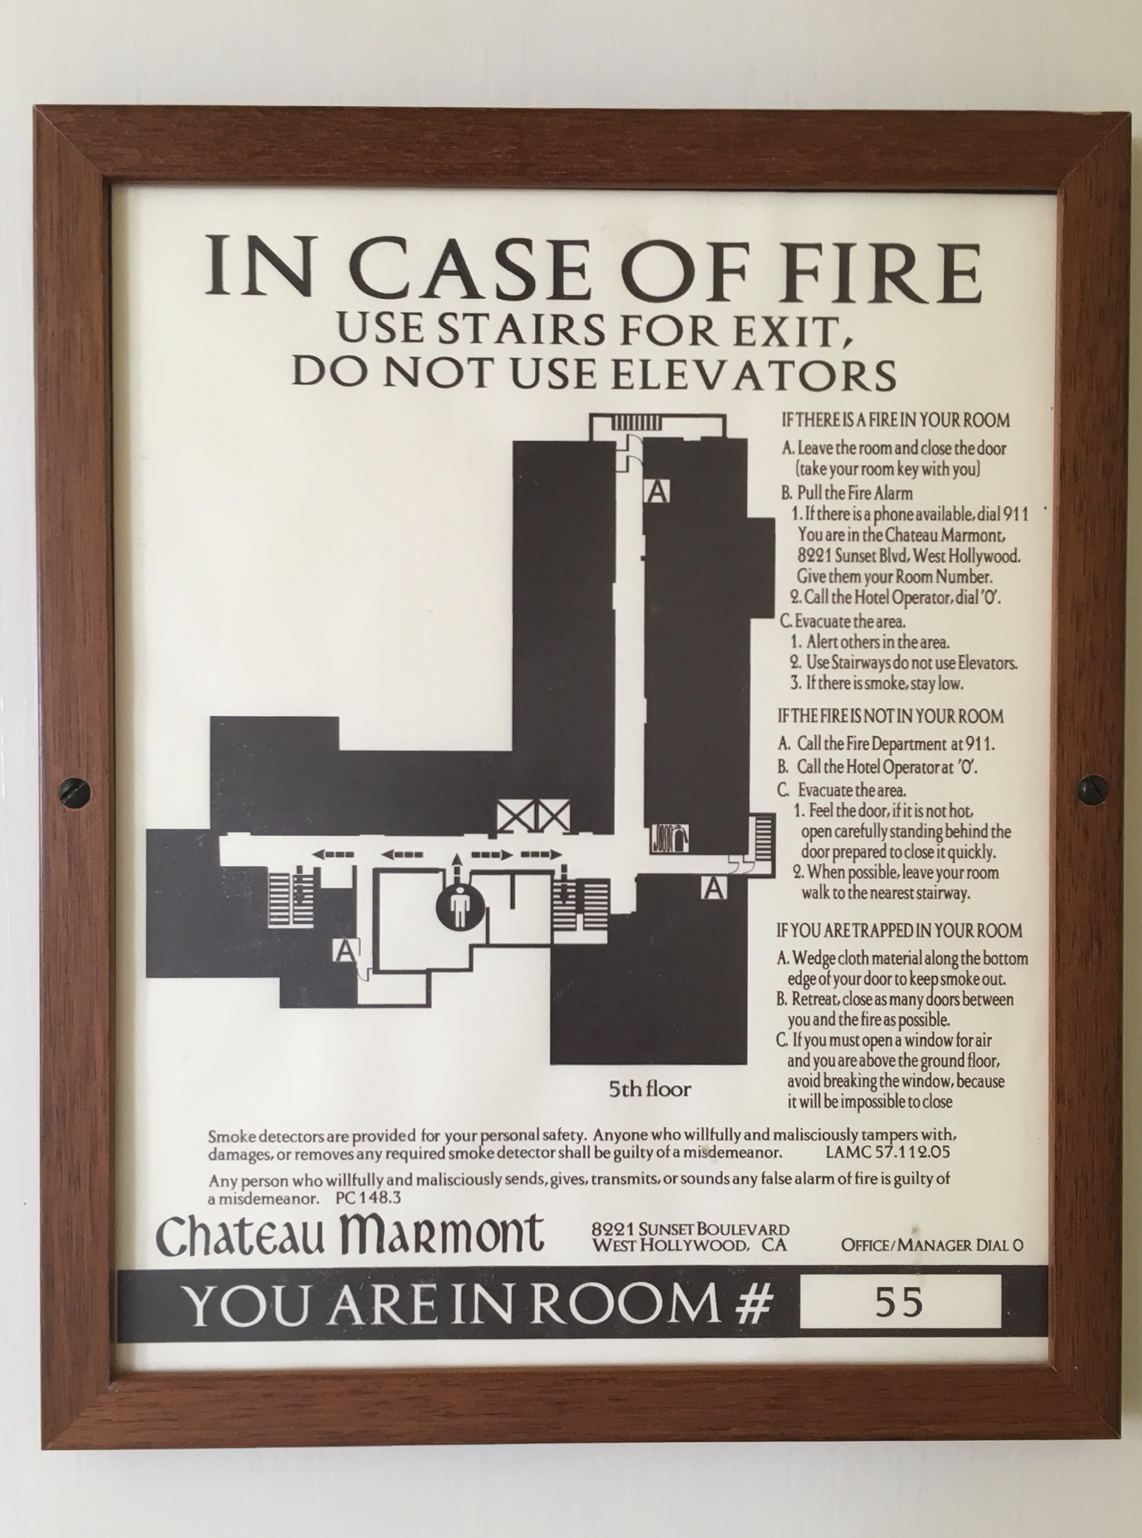 IN CASE OF FIRE
USE STAIRS FOR EXIT,
DO NOT USE ELEVATORS
A
A
A
5th floor
IF THERE IS A FIRE IN YOUR ROOM
A. Leave the room and close the door
(take your room key with you)
B. Pull the Fire Alarm
1. If there is a phone available, dial 911
You are in the Chateau Marmont,
8221 Sunset Blvd, West Hollywood.
Give them your Room Number.
2. Call the Hotel Operator, dial 'O'.
C. Evacuate the area.
1. Alert others in the area.
2. Use Stairways do not use Elevators.
3. If there is smoke, stay low.
IF THE FIRE IS NOT IN YOUR ROOM
A. Call the Fire Department at 911.
B. Call the Hotel Operator at 'O'.
C. Evacuate the area.
1. Feel the door, if it is not hot,
open carefully standing behind the
door prepared to close it quickly.
2. When possible, leave your room
walk to the nearest stairway.
IF YOU ARE TRAPPED IN YOUR ROOM
A. Wedge cloth material along the bottom
edge of your door to keep smoke out.
B. Retreat, close as many doors between
you and the fire as possible.
C. If you must open a window for air
and you are above the ground floor,
avoid breaking the window, because
it will be impossible to close
Smoke detectors are provided for your personal safety. Anyone who willfully and malisciously tampers with,
damages, or removes any required smoke detector shall be guilty of a misdemeanor. LAMC 57.112.05
Any person who willfully and malisciously sends, gives, transmits, or sounds any false alarm of fire is guilty of
a misdemeanor. PC 148.3
Chateau Marmont
8221 SUNSET BOULEVARD
WEST HOLLYWOOD, CA
OFFICE/MANAGER DIAL O
YOU ARE IN ROOM # 55